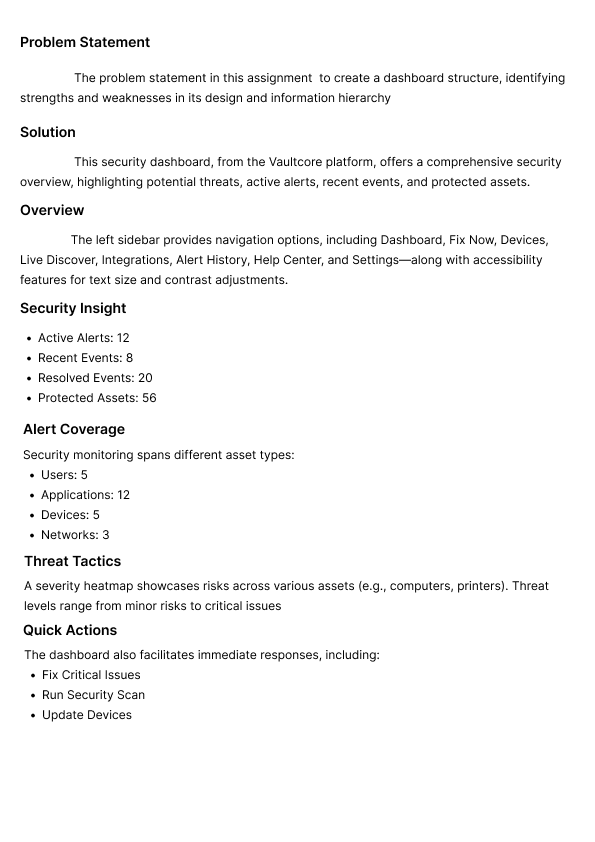 Problem Statement
The problem statement in this assignment  to create a dashboard structure, identifying
strengths and weaknesses in its design and information hierarchy
Solution
This security dashboard, from the Vaultcore platform, offers a comprehensive security
overview, highlighting potential threats, active alerts, recent events, and protected assets.
Overview
The left sidebar provides navigation options, including Dashboard, Fix Now, Devices,
Live Discover, Integrations, Alert History, Help Center, and Settings—along with accessibility
features for text size and contrast adjustments.
Security Insight
• Active Alerts: 12
• Recent Events: 8
• Resolved Events: 20
• Protected Assets: 56
Alert Coverage
Security monitoring spans different asset types:
• Users: 5
• Applications: 12
• Devices: 5
• Networks: 3
Threat Tactics
A severity heatmap showcases risks across various assets (e.g., computers, printers). Threat
levels range from minor risks to critical issues
Quick Actions
The dashboard also facilitates immediate responses, including:
• Fix Critical Issues
• Run Security Scan
• Update Devices